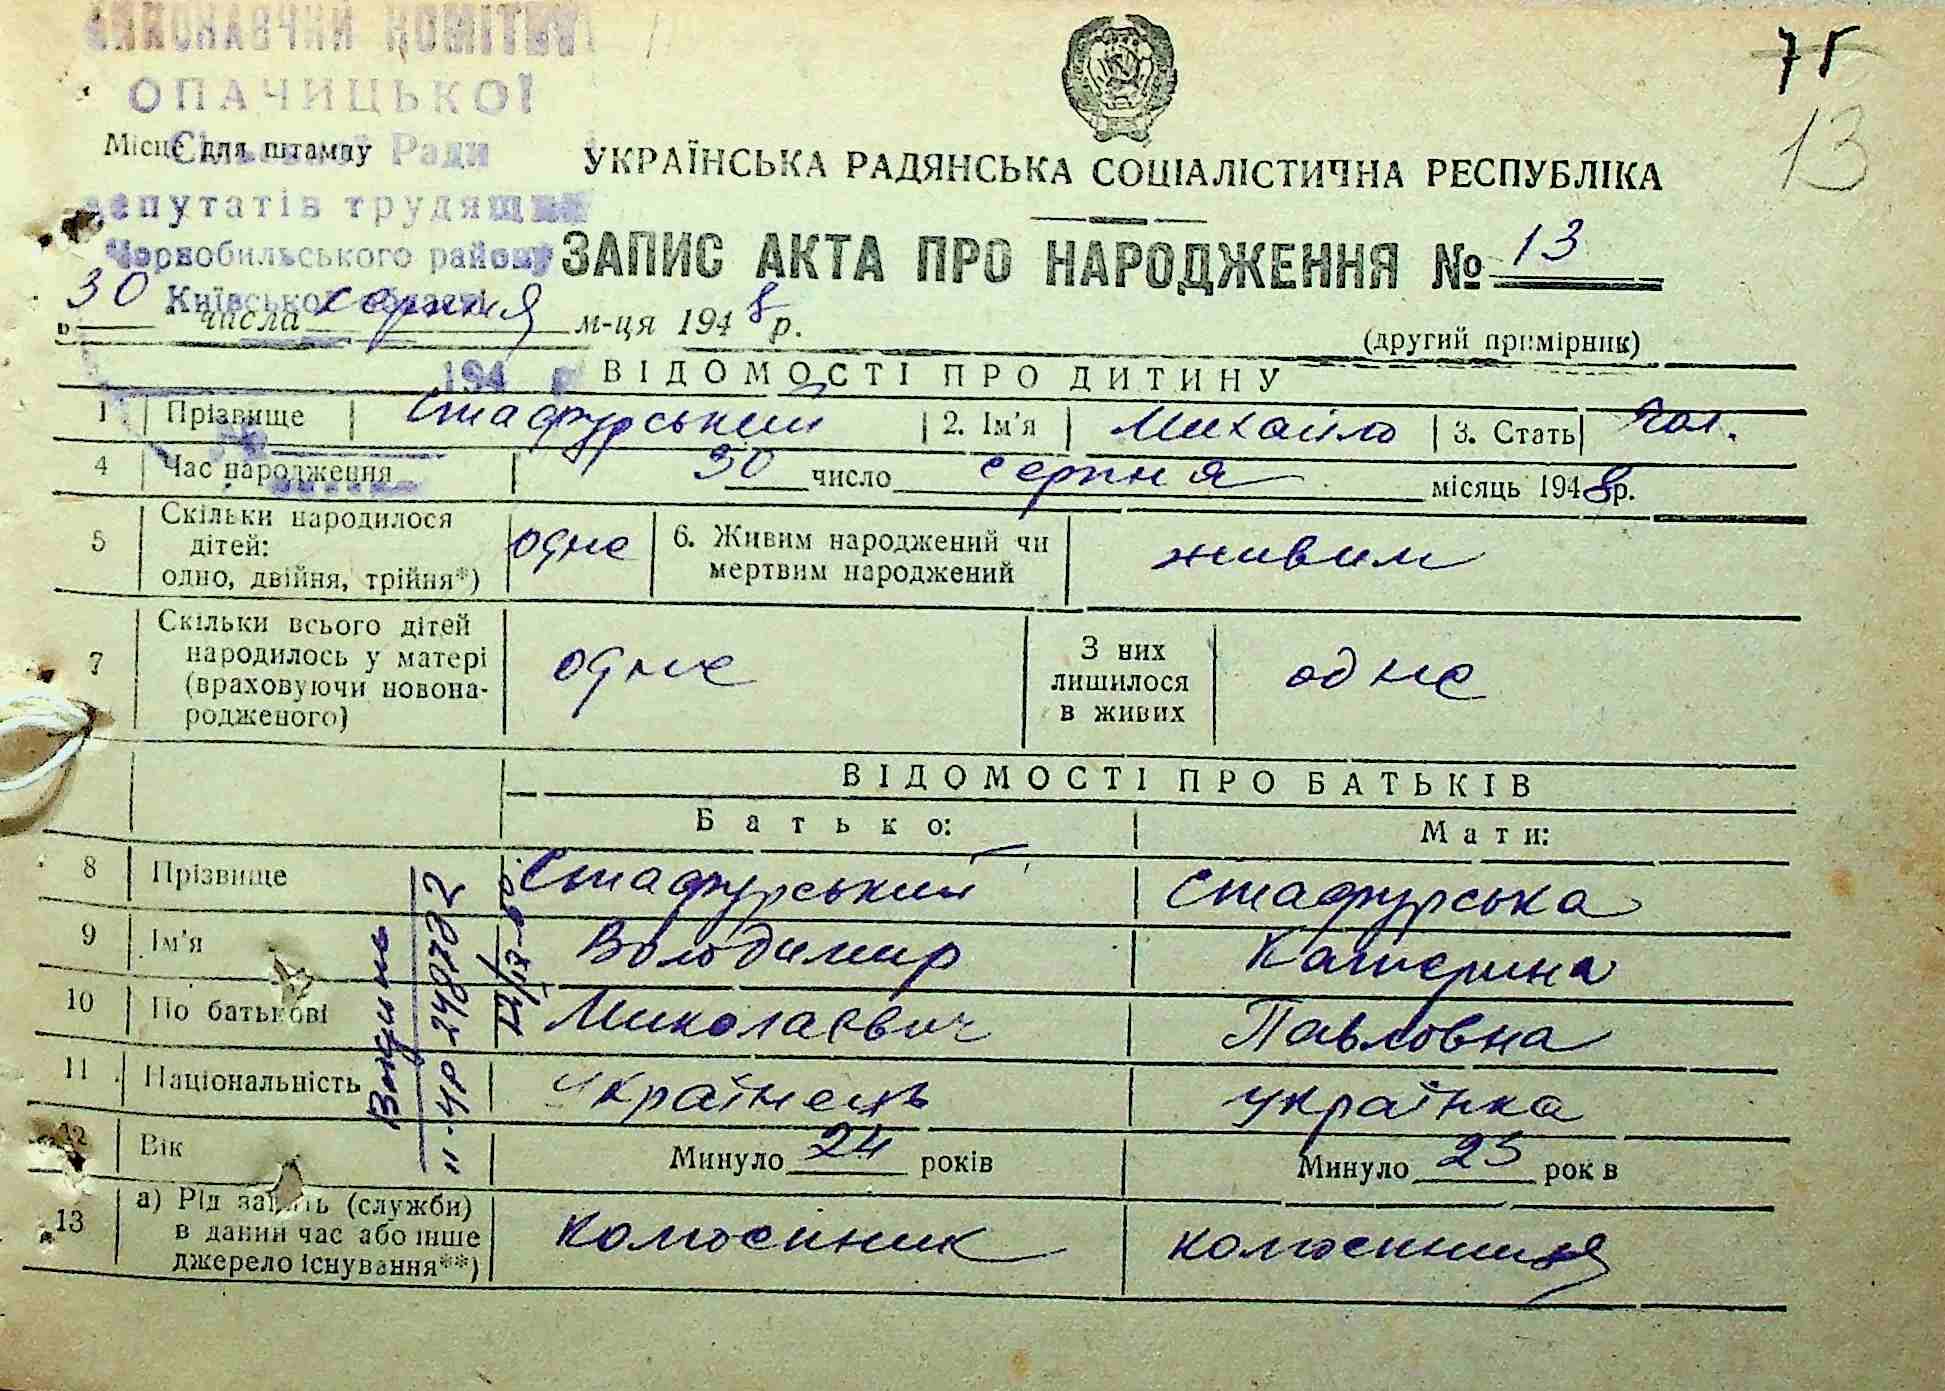 ВИКОНАВЧИЙ КОМІТЕТ
ОПАЧИЦЬКОЇ
Сільської Ради
депутатів трудящих
Чорнобильського району
Київської області
194 р
Місце для штампу
75
13
УКРАЇНСЬКА РАДЯНСЬКА СОЦІАЛІСТИЧНА РЕСПУБЛІКА
ЗАПИС АКТА ПРО НАРОДЖЕННЯ № 13
„30 числа серпня м-ця 1948 р.
(другий примірник)
ВІДОМОСТІ ПРО ДИТИНУ
1 Прізвище Стафурський 2. Ім'я Михайло 3. Стать чол.
4 Час народження 30 число серпня місяць 1948 р.
5 Скільки народилося дітей: одно, двійня, трійня*) одне 6. Живим народжений чи мертвим народжений живим
7 Скільки всього дітей народилось у матері (враховуючи новонародженого) одне З них лишилося в живих одне
ВІДОМОСТІ ПРО БАТЬКІВ
Батько: Мати:
8 Прізвище Стафурський Стафурська
9 Ім'я Володимир Катерина
10 По батькові Миколаєвич Павловна
11 Національність Українець українка
12 Вік Минуло 24 років Минуло 23 рок в
13 а) Рід занять (служби) в даний час або інше джерело існування**) колгоспник колгоспниця
II-УР 248782